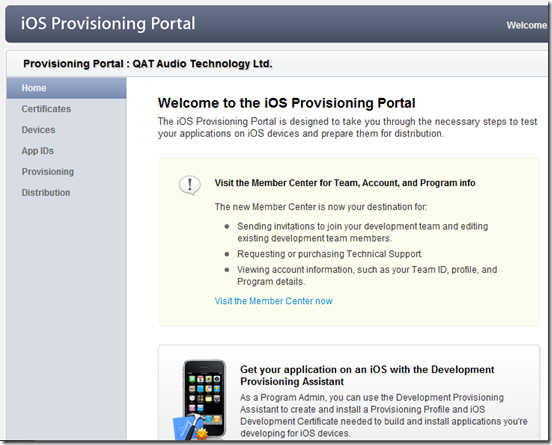 iOS Provisioning Portal
Welcome
Provisioning Portal : QAT Audio Technology Ltd.
Home
Certificates
Devices
App IDs
Provisioning
Distribution
Welcome to the iOS Provisioning Portal
The iOS Provisioning Portal is designed to take you through the necessary steps to test
your applications on iOS devices and prepare them for distribution.
Visit the Member Center for Team, Account, and Program info
The new Member Center is now your destination for:
Sending invitations to join your development team and editing
existing development team members.
Requesting or purchasing Technical Support.
Viewing account information, such as your Team ID, profile, and
Program details.
Visit the Member Center now
Get your application on an iOS with the Development
Provisioning Assistant
As a Program Admin, you can use the Development Provisioning
Assistant to create and install a Provisioning Profile and iOS
Development Certificate needed to build and install applications you're
developing for iOS devices.